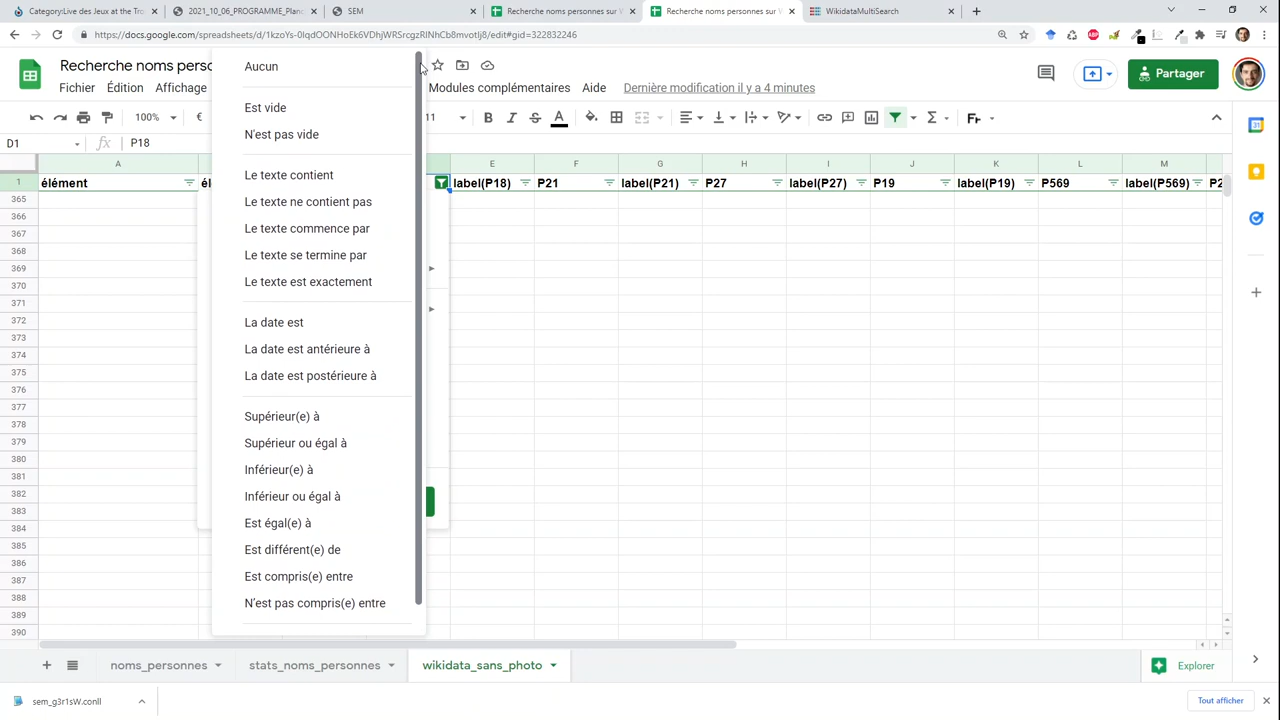 Category:Live des Jeux at the Tro
2021_10_06_PROGRAMME_Planc
SEM
Recherche noms personnes sur V
Recherche noms personnes sur V
WikidataMultiSearch
https://docs.google.com/spreadsheets/d/1kzoYs-0lqdOONHoEk6VDhjWRSrcgzRINhCb8mvotIj8/edit#gid=322832246
Recherche noms perso
Partager
Fichier Édition Affichage Modules complémentaires Aide Dernière modification il y a 4 minutes
100% € 11 B I S A Σ Fr
D1 fx P18
A E F G H I J K L M
1 élément él label(P18) P21 label(P21) P27 label(P27) P19 label(P19) P569 label(P569) P2
365
366
367
368
369
370
371
372
373
374
375
376
377
378
379
380
381
382
383
384
385
386
387
388
389
390
Aucun
Est vide
N'est pas vide
Le texte contient
Le texte ne contient pas
Le texte commence par
Le texte se termine par
Le texte est exactement
La date est
La date est antérieure à
La date est postérieure à
Supérieur(e) à
Supérieur ou égal à
Inférieur(e) à
Inférieur ou égal à
Est égal(e) à
Est différent(e) de
Est compris(e) entre
N'est pas compris(e) entre
noms_personnes stats_noms_personnes wikidata_sans_photo Explorer
sem_g3r1sW.conll Tout afficher